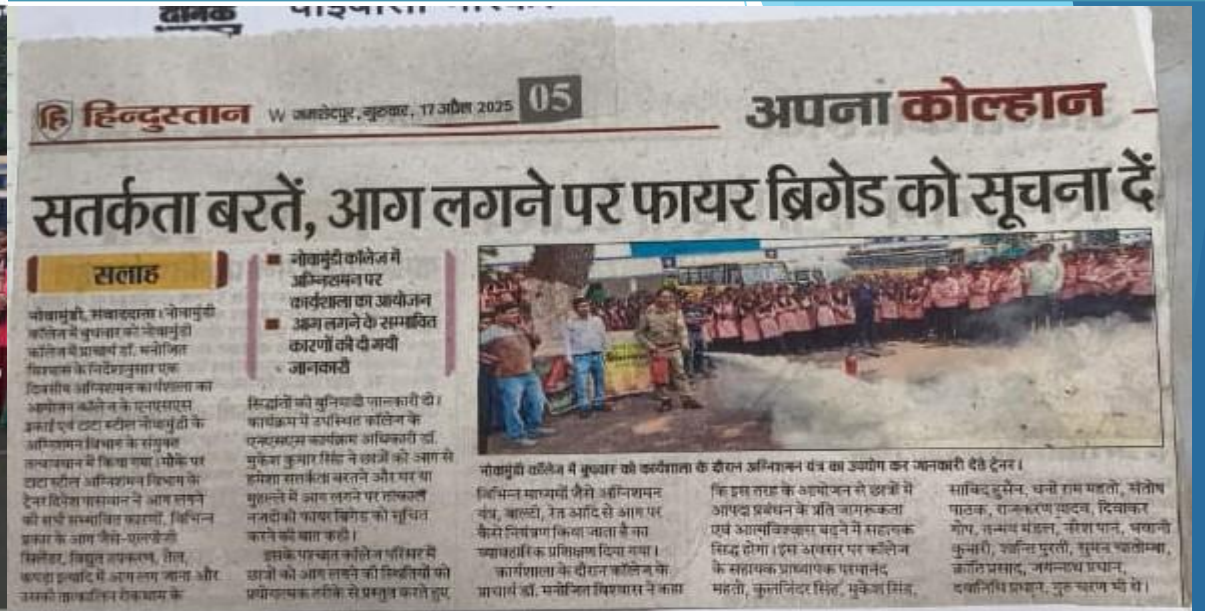 दैनिक
हि हिन्दुस्तान W जमशेदपुर, गुरुवार, 17 अप्रैल 2025 05
अपना कोल्हान
सतर्कता बरतें, आग लगने पर फायर ब्रिगेड को सूचना दें
सलाह
नोवामुंडी, संवाददाता। नोवामुंडी
कॉलेज में बुधवार को नोवामुंडी
कॉलेज में प्राचार्य डॉ. मनोजित
विश्वास के निर्देशानुसार एक
दिवसीय अग्निशमन कार्यशाला का
आयोजन कॉलेज के एनएसएस
इकाई एवं टाटा स्टील नोवामुंडी के
अग्निशमन विभाग के संयुक्त
तत्वावधान में किया गया। मौके पर
टाटा स्टील अग्निशमन विभाग के
ट्रेनर दिनेश पासवान ने आग लगने
की सभी सम्भावित कारणों, विभिन्न
प्रकार के आग जैसे-एलपीजी
सिलेंडर, विद्युत उपकरण, तेल,
कपड़ा इत्यादि में आग लग जाना और
उसकी तात्कालिन रोकथाम के
■ नोवामुंडी कॉलेज में
अग्निशमन पर
कार्यशाला का आयोजन
■ आग लगने के सम्भावित
कारणों की दी गयी
जानकारी
सिद्धांतों की बुनियादी जानकारी दी।
कार्यक्रम में उपस्थित कॉलेज के
एनएसएस कार्यक्रम अधिकारी डॉ.
मुकेश कुमार सिंह ने छात्रों को आग से
हमेशा सतर्कता बरतने और घर या
मुहल्ले में आग लगने पर तत्काल
नजदीकी फायर ब्रिगेड को सूचित
करने की बात कही।
इसके पश्चात कॉलेज परिसर में
छात्रों को आग लगने की स्थितियों को
प्रयोगात्मक तरीके से प्रस्तुत करते हुए
नोवामुंडी कॉलेज में बुधवार को कार्यशाला के दौरान अग्निशमन यंत्र का उपयोग कर जानकारी देते ट्रेनर।
विभिन्न माध्यमों जैसे अग्निशमन
यंत्र, बाल्टी, रेत आदि से आग पर
कैसे नियंत्रण किया जाता है का
व्यावहारिक प्रशिक्षण दिया गया।
कार्यशाला के दौरान कॉलेज के
प्राचार्य डॉ. मनोजित विश्वास ने कहा
कि इस तरह के आयोजन से छात्रों में
आपदा प्रबंधन के प्रति जागरूकता
एवं आत्मविश्वास बढ़ने में सहायक
सिद्ध होगा। इस अवसर पर कॉलेज
के सहायक प्राध्यापक परमानंद
महतो, कुलजिंदर सिंह, मुकेश सिंह,
साबिद हुसैन, धनी राम महतो, संतोष
पाठक, राजकरण यादव, दिवाकर
गोप, तन्मय मंडल, नरेश पान, भवानी
कुमारी, शान्ति पुरती, सुमन चातोम्बा,
क्रांति प्रसाद, जगन्नाथ प्रधान,
दयानिधि प्रधान, गुरु चरण भी थे।